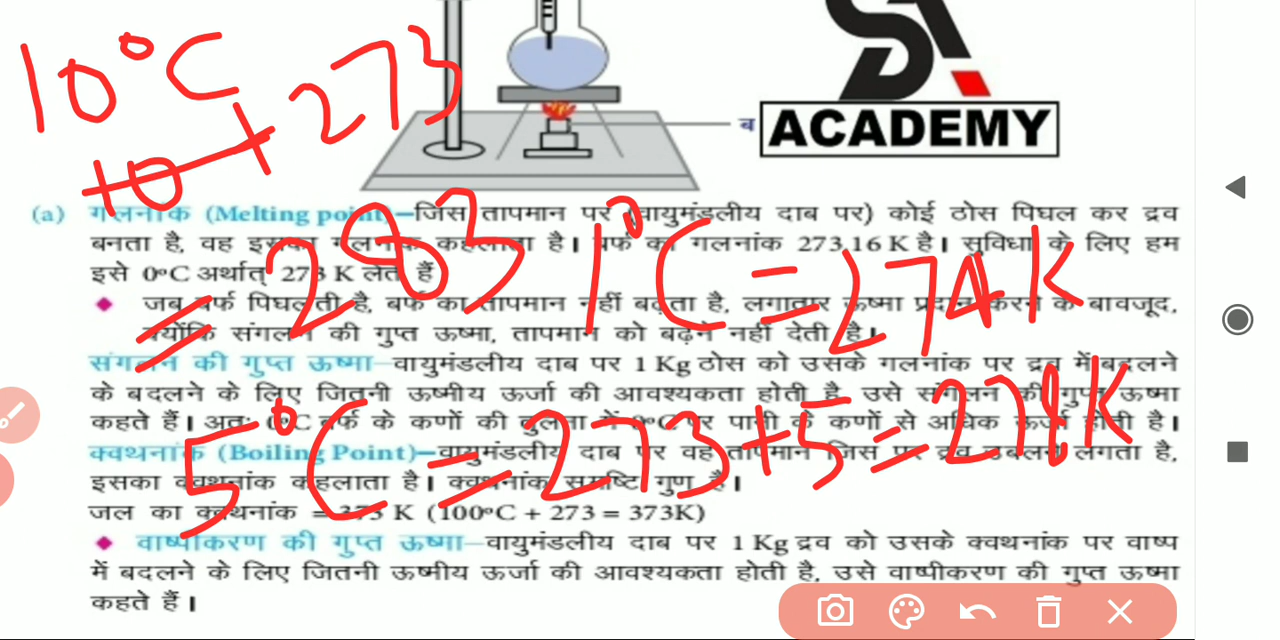 10°C
10 + 273
= 283
1°C = 274K
5°C = 273+5 = 278K
ब
ACADEMY
(a) गलनांक (Melting point)–जिस तापमान पर (वायुमंडलीय दाब पर) कोई ठोस पिघल कर द्रव
बनता है, वह इसका गलनांक कहलाता है। बर्फ का गलनांक 273.16 K है। सुविधा के लिए हम
इसे 0°C अर्थात् 273 K लेते हैं
◆ जब बर्फ पिघलती है, बर्फ का तापमान नहीं बढ़ता है, लगातार ऊष्मा प्रदान करने के बावजूद,
क्योंकि संगलन की गुप्त ऊष्मा, तापमान को बढ़ने नहीं देती है।
संगलन की गुप्त ऊष्मा–वायुमंडलीय दाब पर 1 Kg ठोस को उसके गलनांक पर द्रव में बदलने
के बदलने के लिए जितनी ऊष्मीय ऊर्जा की आवश्यकता होती है, उसे संगलन की गुप्त ऊष्मा
कहते हैं। अतः 0°C बर्फ के कणों की तुलना में 0°C पर पानी के कणों से अधिक ऊर्जा होती है।
क्वथनांक (Boiling Point)–वायुमंडलीय दाब पर वह तापमान जिस पर द्रव उबलने लगता है,
इसका क्वथनांक कहलाता है। क्वथनांक समष्टि गुण है।
जल का क्वथनांक = 373 K (100°C + 273 = 373K)
◆ वाष्पीकरण की गुप्त ऊष्मा–वायुमंडलीय दाब पर 1 Kg द्रव को उसके क्वथनांक पर वाष्प
में बदलने के लिए जितनी ऊष्मीय ऊर्जा की आवश्यकता होती है, उसे वाष्पीकरण की गुप्त ऊष्मा
कहते हैं।